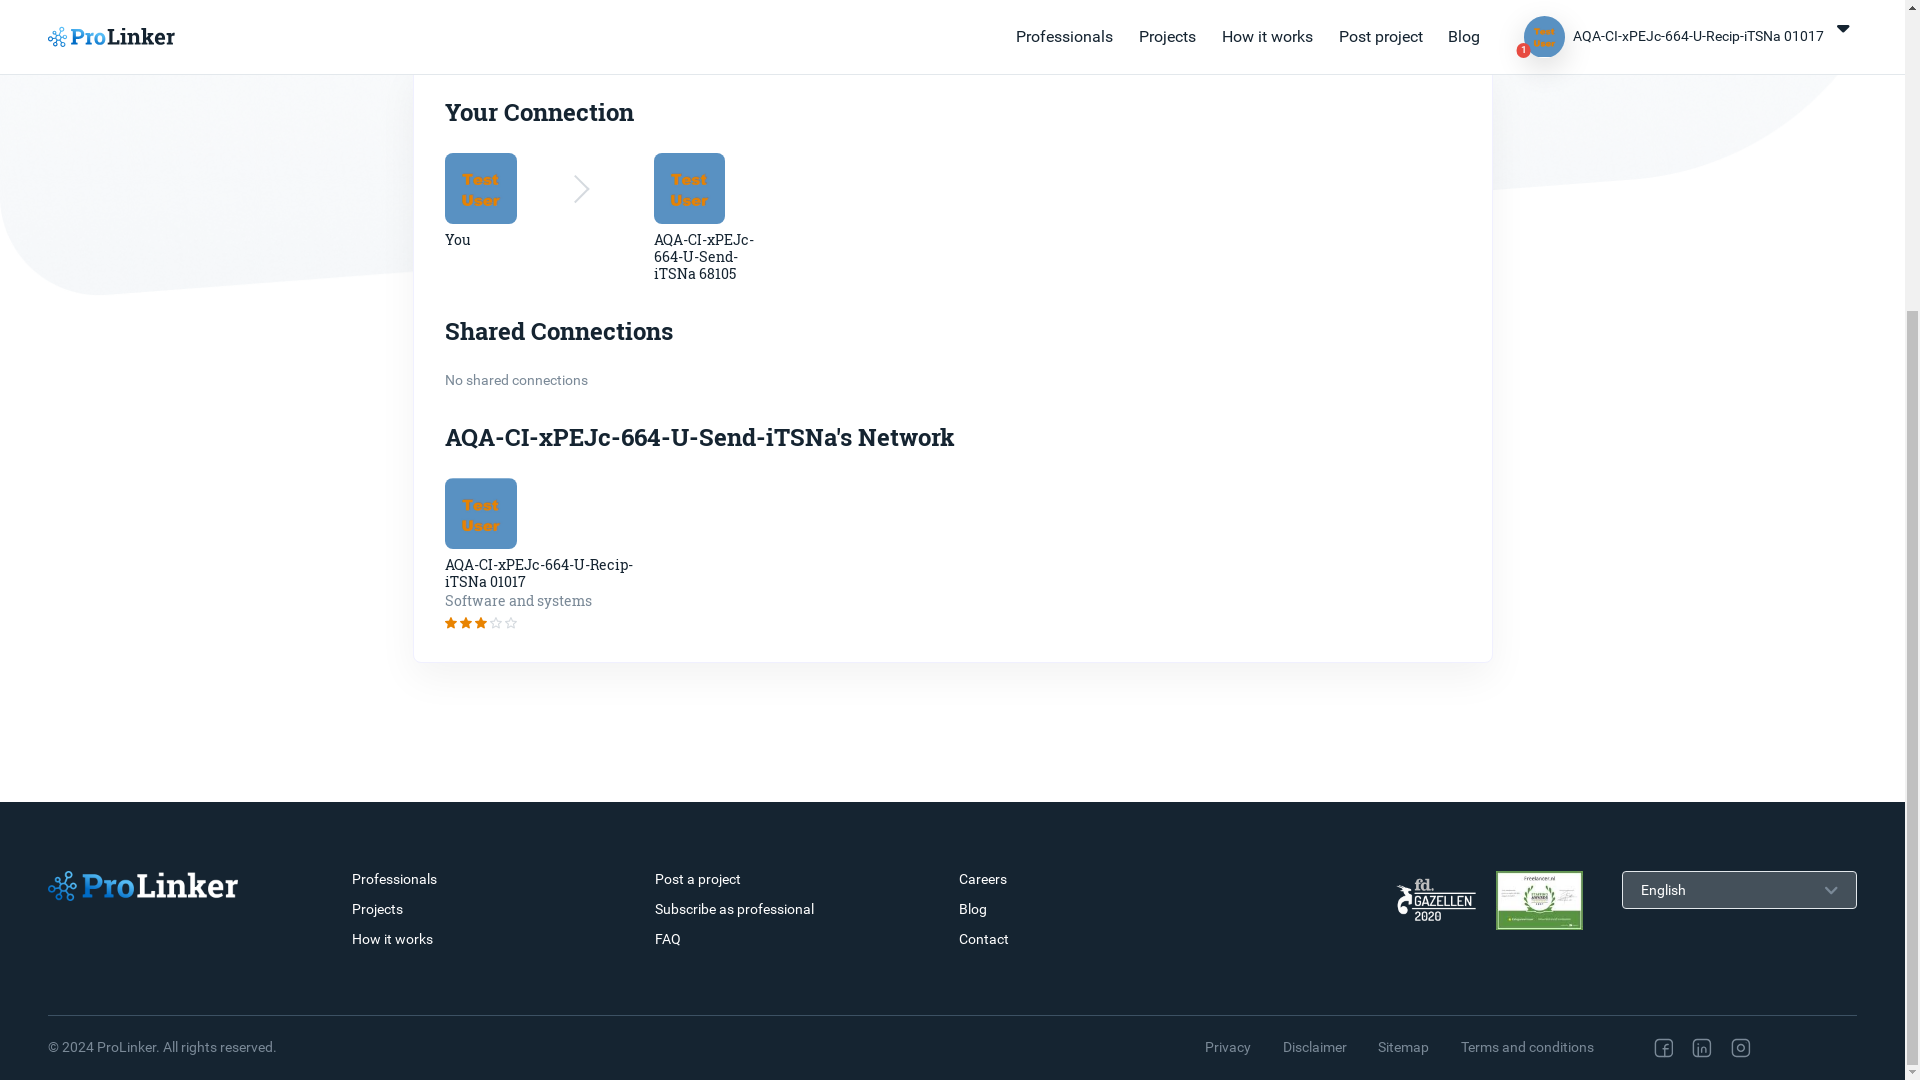 ProLinker
Professionals
Projects
How it works
Post project
Blog
Test
User
1
AQA-CI-xPEJc-664-U-Recip-iTSNa 01017
Your Connection
Test
User
Test
User
You
AQA-CI-xPEJc-
664-U-Send-
iTSNa 68105
Shared Connections
No shared connections
AQA-CI-xPEJc-664-U-Send-iTSNa's Network
Test
User
AQA-CI-xPEJc-664-U-Recip-
iTSNa 01017
Software and systems
ProLinker
Professionals
Projects
How it works
Post a project
Subscribe as professional
FAQ
Careers
Blog
Contact
fd.
GAZELLEN
2020
Freelancer.nl
English
© 2024 ProLinker. All rights reserved.
Privacy
Disclaimer
Sitemap
Terms and conditions